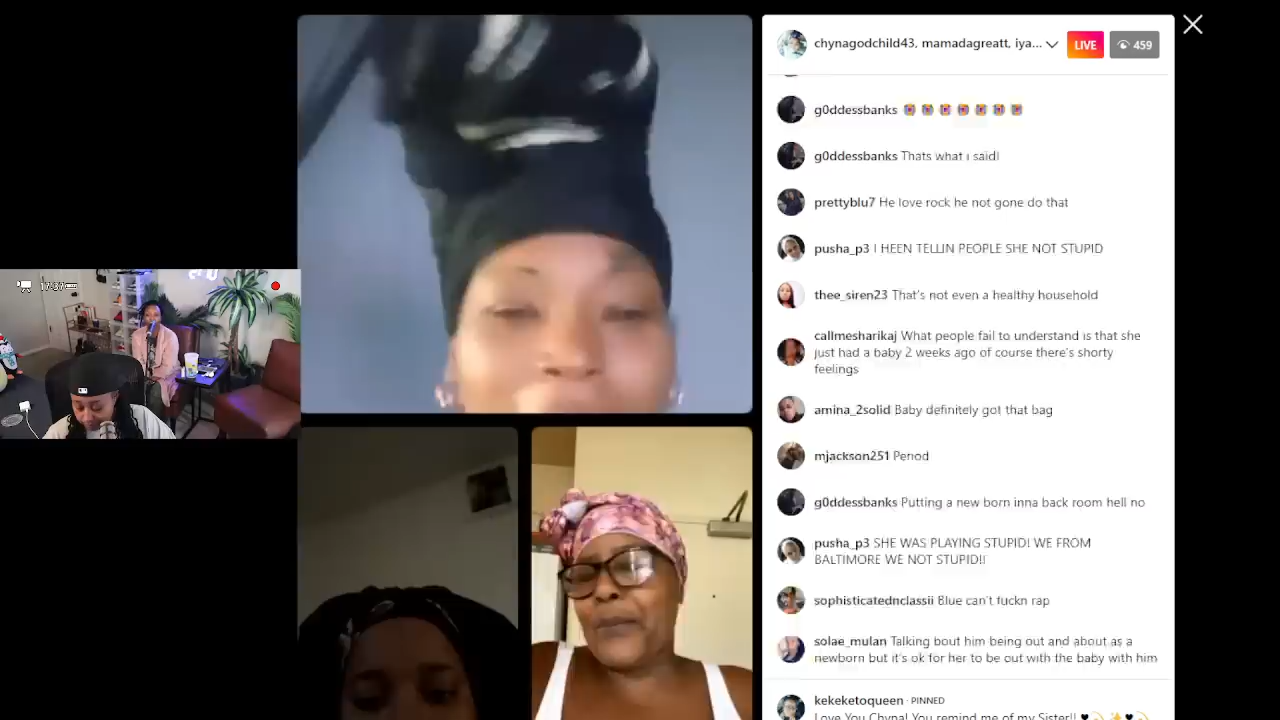 chynagodchild43, mamadagreatt, iya...
LIVE
459
g0ddessbanks
g0ddessbanks Thats what i said!
prettyblu7 He love rock he not gone do that
pusha_p3 I HEEN TELLIN PEOPLE SHE NOT STUPID
thee_siren23 That's not even a healthy household
callmesharikaj What people fail to understand is that she
just had a baby 2 weeks ago of course there's shorty
feelings
amina_2solid Baby definitely got that bag
mjackson251 Period
g0ddessbanks Putting a new born inna back room hell no
pusha_p3 SHE WAS PLAYING STUPID! WE FROM
BALTIMORE WE NOT STUPID!!
sophisticatednclassii Blue can't fuckn rap
solae_mulan Talking bout him being out and about as a
newborn but it's ok for her to be out with the baby with him
kekeketoqueen · PINNED
Love You Chyna! You remind me of my Sister!!